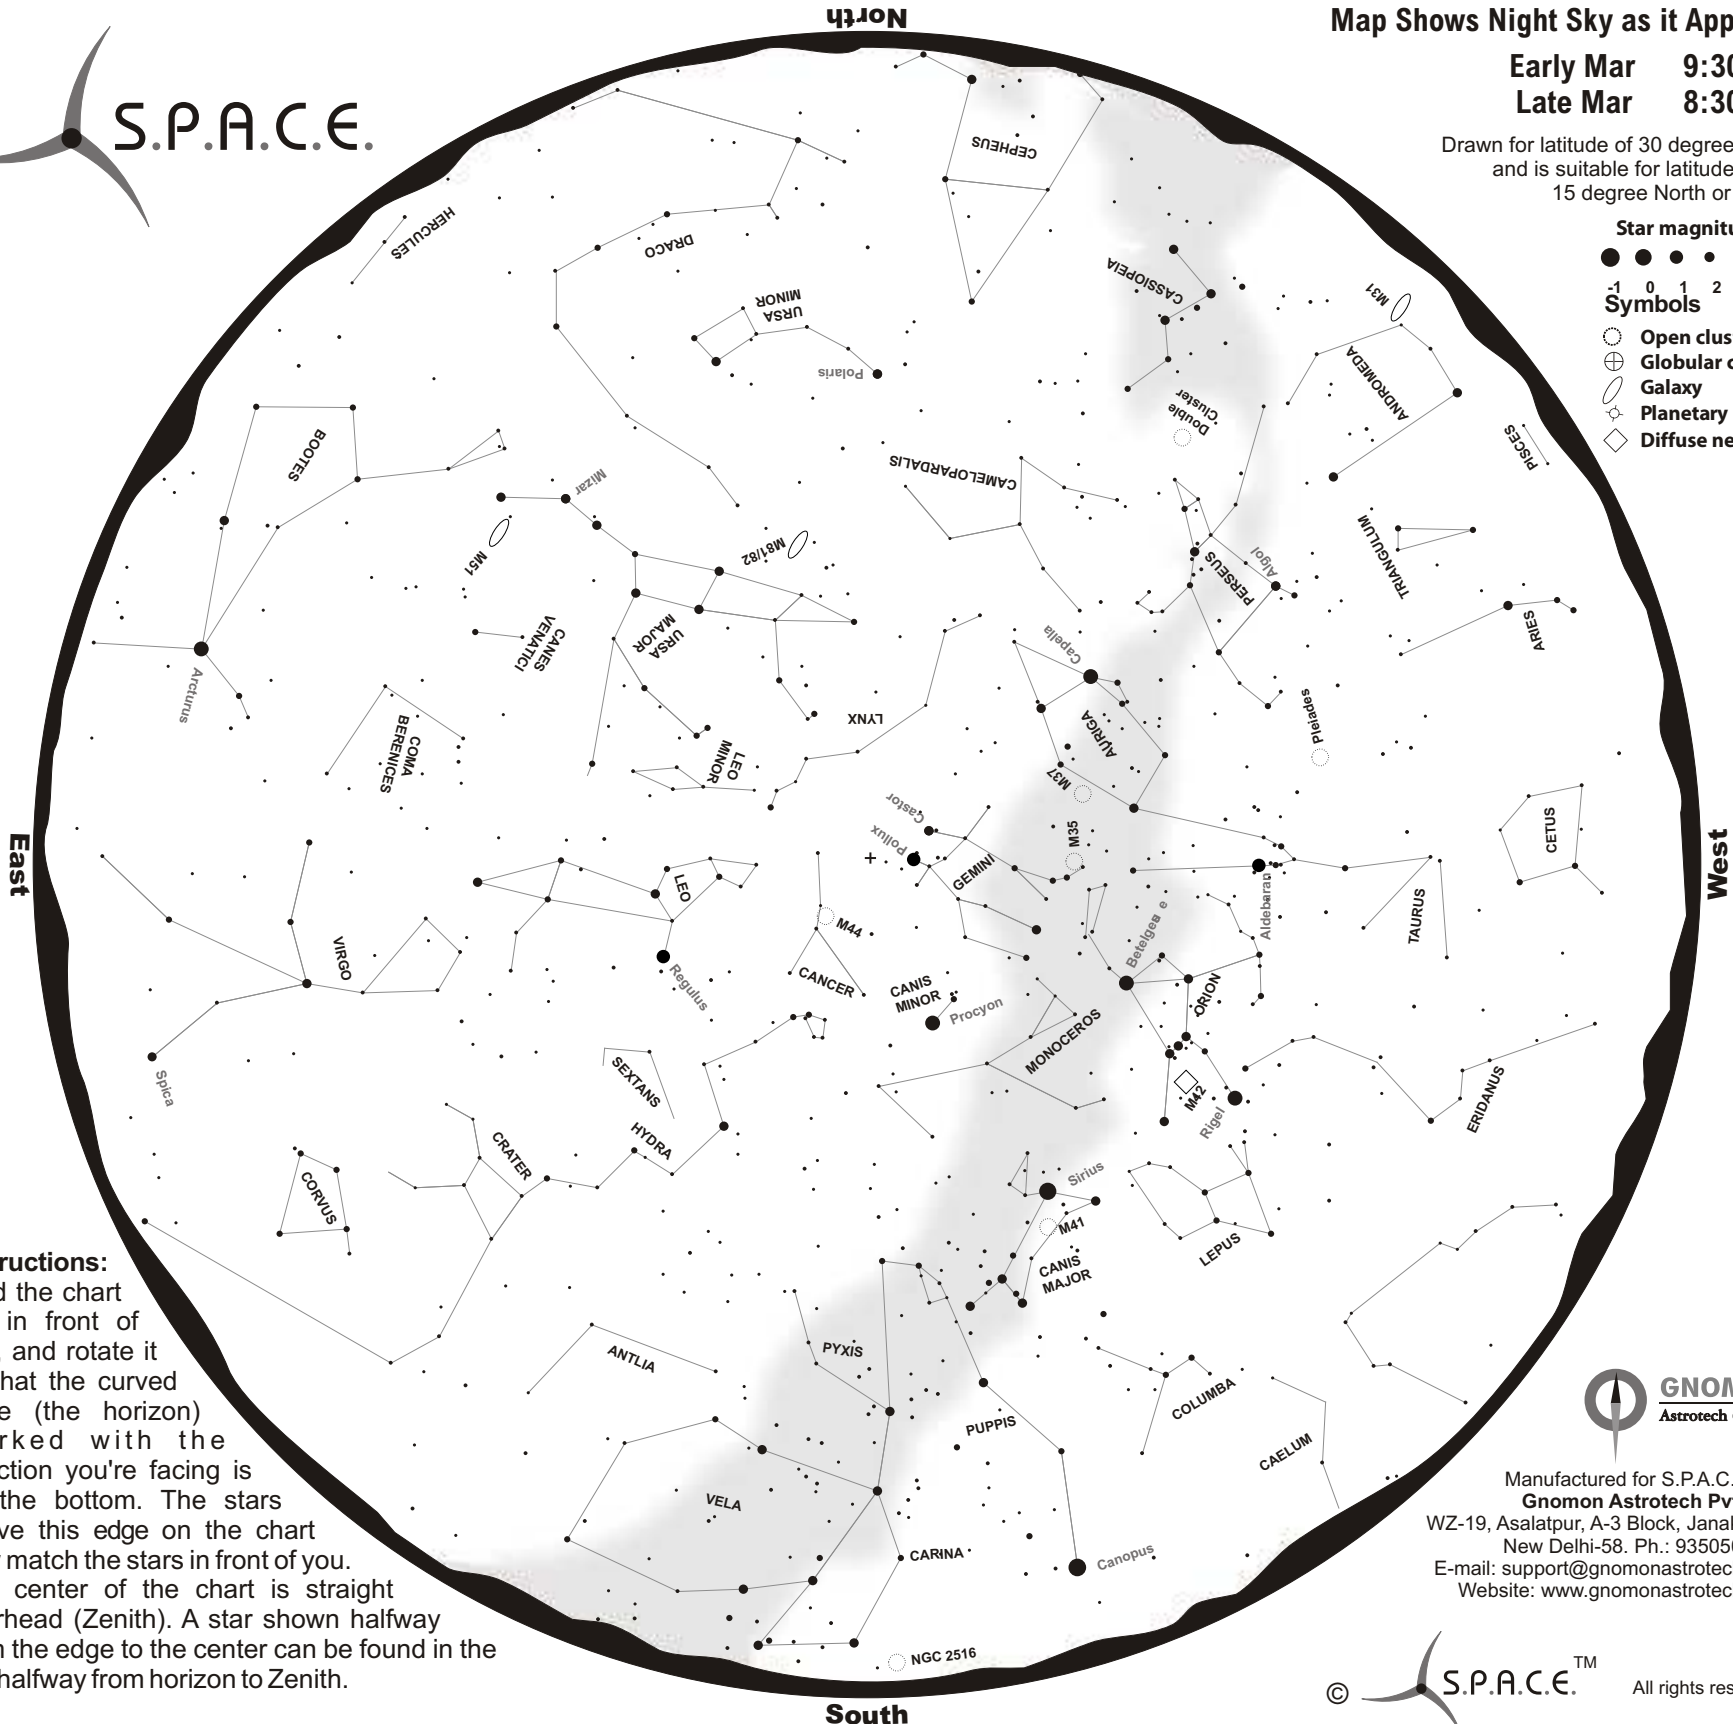 North
Map Shows Night Sky as it App
Early Mar 9:30
Late Mar 8:30
Drawn for latitude of 30 degree
and is suitable for latitude
15 degree North or
Star magnitu
-1 0 1 2
Symbols
Open clus
Globular c
Galaxy
Planetary
Diffuse ne
S.P.A.C.E.
CEPHEUS
HERCULES
DRACO
CASSIOPEIA
M31
URSA
MINOR
Polaris
ANDROMEDA
Double
Cluster
PISCES
BOOTES
CAMELOPARDALIS
Mizar
M51
M81/82
TRIANGULUM
Algol
PERSEUS
ARIES
CANES
VENATICI
URSA
MAJOR
Capella
Arcturus
Pleiades
LYNX
AURIGA
COMA
BERENICES
LEO
MINOR
M37
Castor
Pollux
M35
CETUS
East
West
GEMINI
LEO
Aldebaran
TAURUS
M44
Betelgeu e
VIRGO
Regulus
CANCER
CANIS
MINOR
Procyon
ORION
MONOCEROS
SEXTANS
M42
Rigel
Spica
ERIDANUS
HYDRA
CRATER
CORVUS
Sirius
M41
LEPUS
CANIS
MAJOR
ANTLIA
PYXIS
COLUMBA
PUPPIS
CAELUM
VELA
CARINA
Canopus
NGC 2516
South
ructions:
d the chart
in front of
and rotate it
hat the curved
e (the horizon)
rked with the
ction you're facing is
the bottom. The stars
ve this edge on the chart
match the stars in front of you.
center of the chart is straight
rhead (Zenith). A star shown halfway
m the edge to the center can be found in the
halfway from horizon to Zenith.
GNOM
Astrotech
Manufactured for S.P.A.C.
Gnomon Astrotech Pv
WZ-19, Asalatpur, A-3 Block, Janak
New Delhi-58. Ph.: 93505
E-mail: support@gnomonastrotec
Website: www.gnomonastrotec
© S.P.A.C.E.™ All rights res